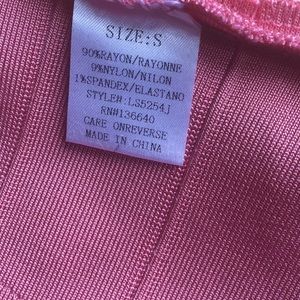 SIZE:S
90%RAYON/RAYONNE
9%NYLON/NILON
1%SPANDEX/ELASTANO
STYLE#:LS5254J
RN#136640
CARE ONREVERSE
MADE IN CHINA